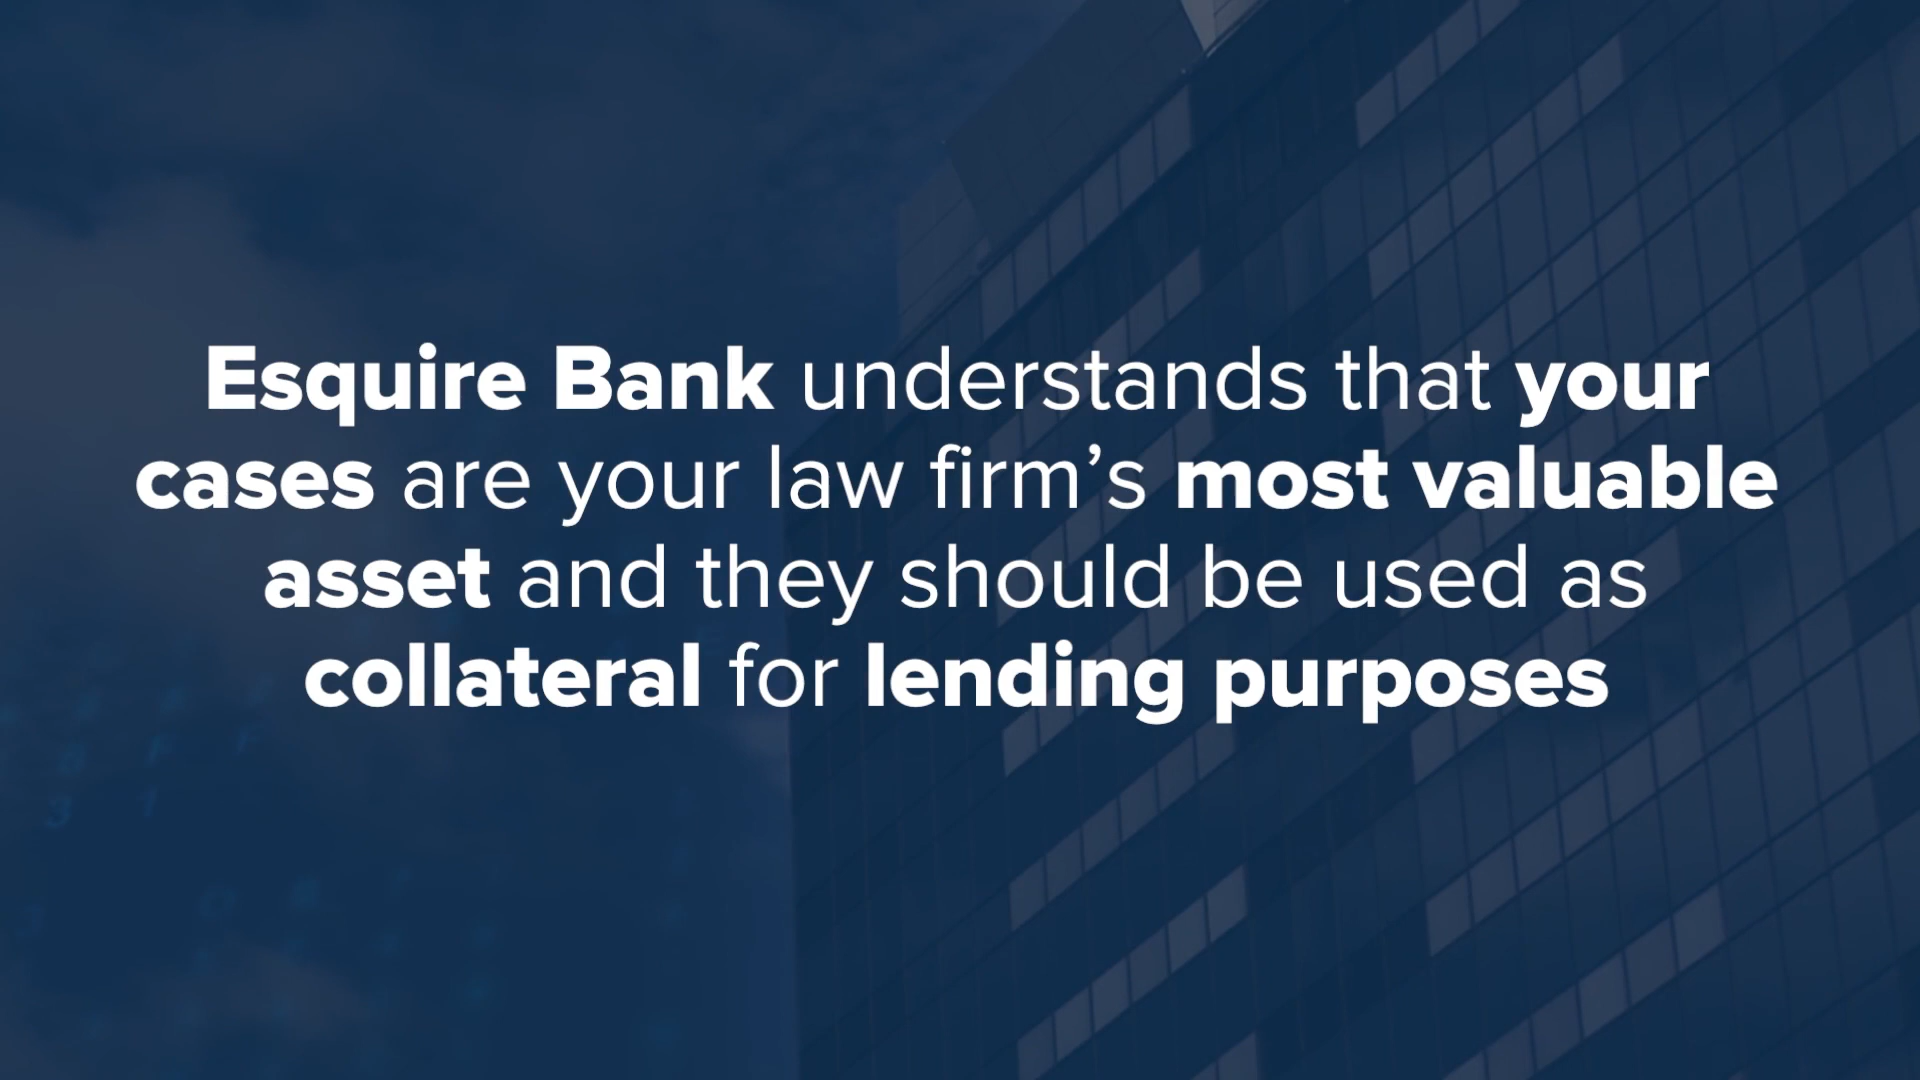 Esquire Bank understands that your
cases are your law firm’s most valuable
asset and they should be used as
collateral for lending purposes